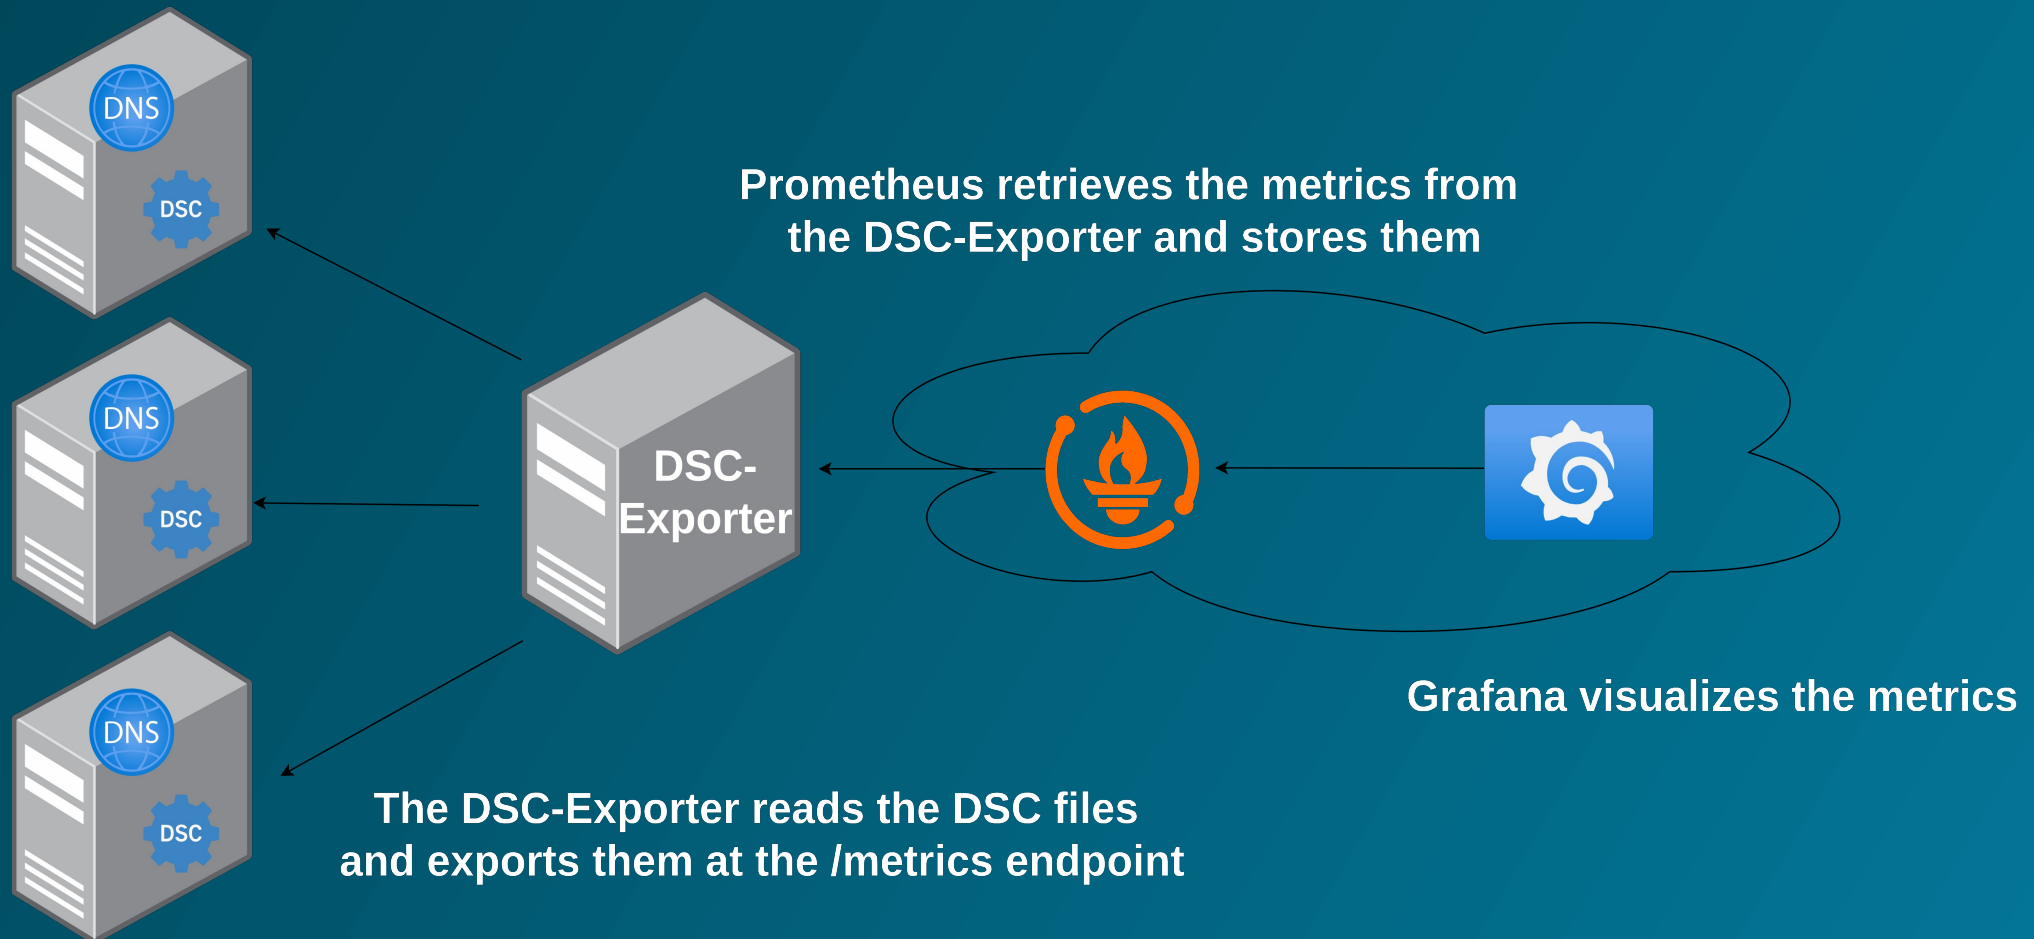 DNS
DSC
Prometheus retrieves the metrics from
the DSC-Exporter and stores them
DNS
DSC
DSC-
Exporter
Grafana visualizes the metrics
DNS
DSC
The DSC-Exporter reads the DSC files
and exports them at the /metrics endpoint